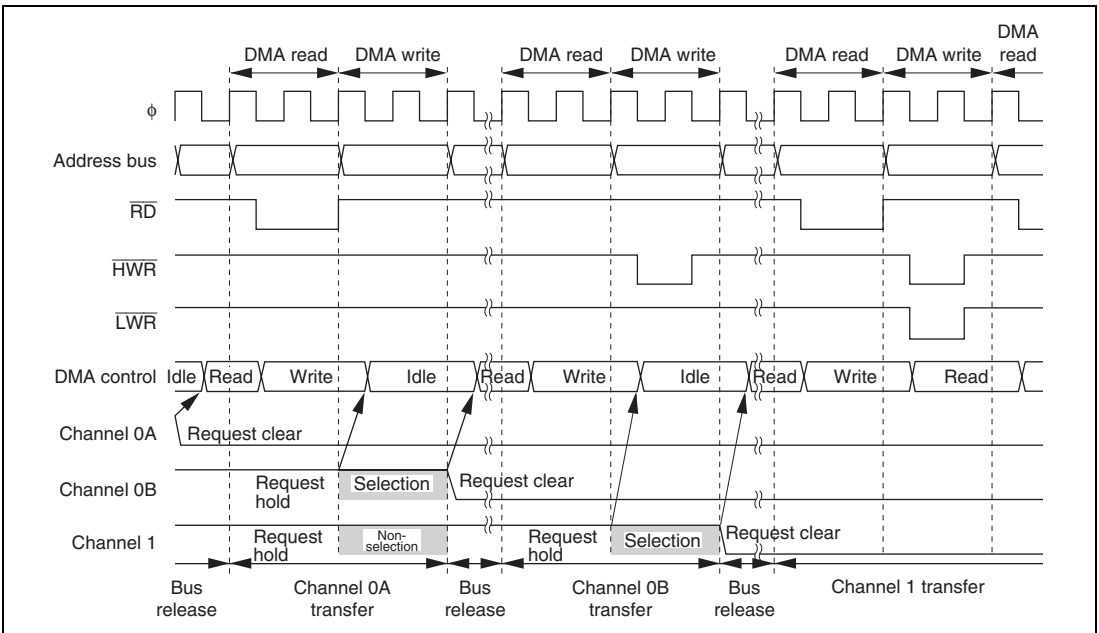 DMA read DMA write DMA read DMA write DMA read DMA write DMA
read
ϕ
Address bus
RD
HWR
LWR
DMA control Idle Read Write Idle Read Write Idle Read Write Read
Channel 0A Request clear
Channel 0B Request
hold Selection Request clear
Channel 1 Request
hold Non-
selection Request
hold Selection Request clear
Bus
release Channel 0A
transfer Bus
release Channel 0B
transfer Bus
release Channel 1 transfer